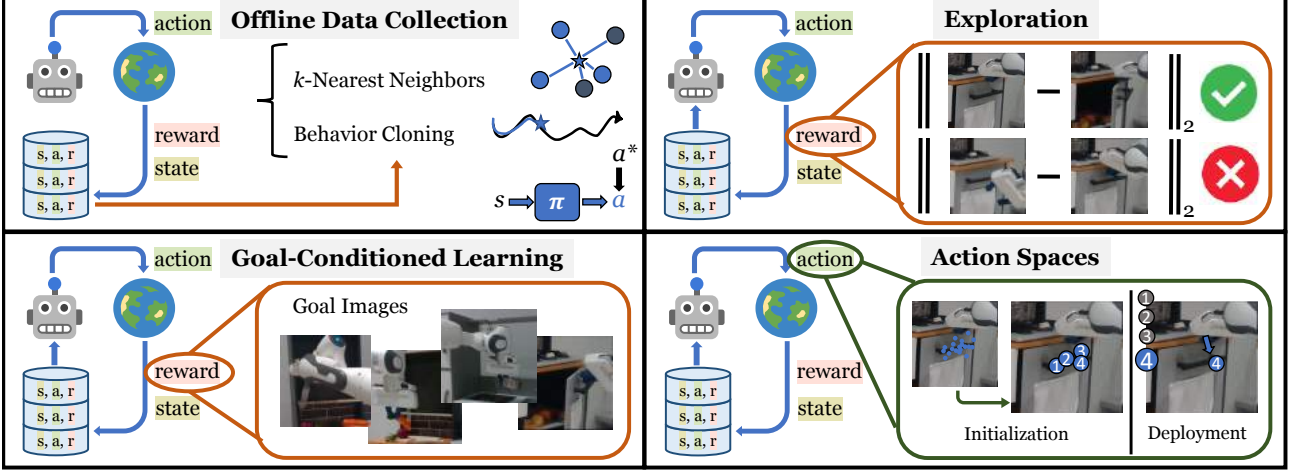 Offline Data Collection
action
k-Nearest Neighbors
Behavior Cloning
reward
state
s, a, r
s, a, r
s, a, r
a*
s π a
Exploration
action
reward
state
s, a, r
s, a, r
s, a, r
2
2
Goal-Conditioned Learning
action
Goal Images
reward
state
s, a, r
s, a, r
s, a, r
Action Spaces
action
reward
state
s, a, r
s, a, r
s, a, r
1 2 3 4
1
2
3
4 4
Initialization
Deployment